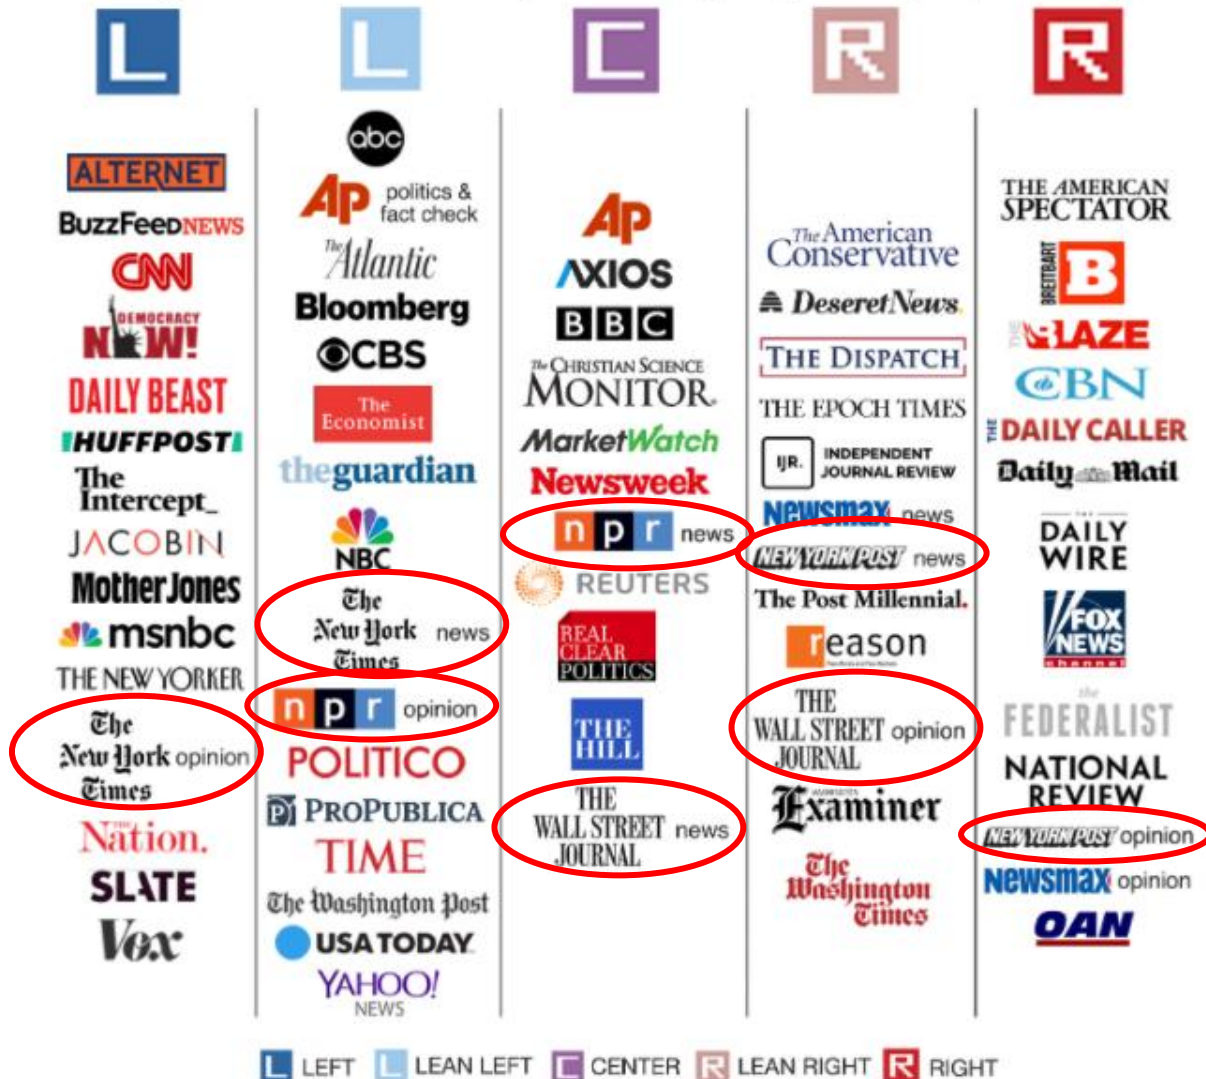 L
L
C
R
R
ALTERNET
BuzzFeed NEWS
CNN
DEMOCRACY
NOW!
DAILY BEAST
HUFFPOST
The
Intercept_
JACOBIN
Mother Jones
msnbc
THE NEW YORKER
The
New York opinion
Times
THE
Nation.
SLATE
Vox
abc
AP politics &
fact check
The
Atlantic
Bloomberg
CBS
The
Economist
theguardian
NBC
The
New York news
Times
npr opinion
POLITICO
P PROPUBLICA
TIME
The Washington Post
USA TODAY
YAHOO!
NEWS
AP
AXIOS
BBC
The CHRISTIAN SCIENCE
MONITOR
MarketWatch
Newsweek
npr news
REUTERS
REAL
CLEAR
POLITICS
THE
HILL
THE
WALL STREET news
JOURNAL
The American
Conservative
Deseret News.
THE DISPATCH
THE EPOCH TIMES
IJR. INDEPENDENT
JOURNAL REVIEW
Newsmax news
NEW YORK POST news
The Post Millennial.
reason
THE
WALL STREET opinion
JOURNAL
WASHINGTON
Examiner
The
Washington
Times
THE AMERICAN
SPECTATOR
BREITBART
B
THE
BLAZE
CBN
THE
DAILY CALLER
Daily Mail
THE
DAILY
WIRE
FOX
NEWS
channel
the
FEDERALIST
NATIONAL
REVIEW
NEW YORK POST opinion
Newsmax opinion
OAN
L LEFT L LEAN LEFT C CENTER R LEAN RIGHT R RIGHT